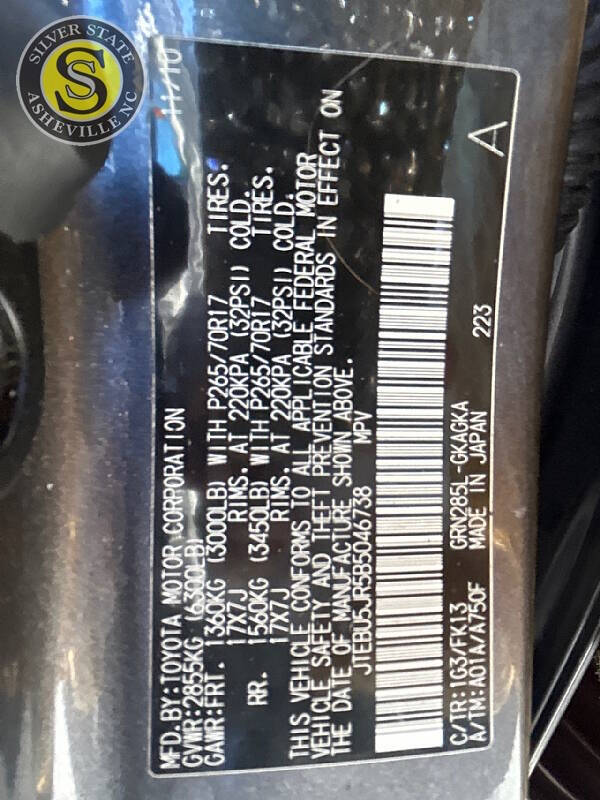 SILVER STATE
S
ASHEVILLE NC
MFD. BY: TOYOTA MOTOR CORPORATION 11/10
GVWR: 2855KG (6300LB)
GAWR: FRT. 1360KG (3000LB) WITH P265/70R17 TIRES.
17X7J RIMS. AT 220KPA (32PSI) COLD.
RR. 1560KG (3450LB) WITH P265/70R17 TIRES.
17X7J RIMS. AT 220KPA (32PSI) COLD.
THIS VEHICLE CONFORMS TO ALL APPLICABLE FEDERAL MOTOR
VEHICLE SAFETY AND THEFT PREVENTION STANDARDS IN EFFECT ON
THE DATE OF MANUFACTURE SHOWN ABOVE.
JTEBU5JR5B5046738 MPV
C/TR: 1G3/FK13 GRN285L-GKAGKA 223
A/TM: A01A/A750F MADE IN JAPAN
A